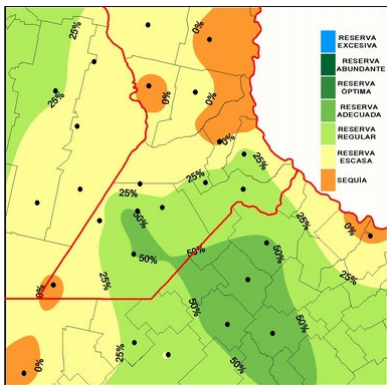 25%
0%
RESERVA
EXCESIVA
RESERVA
ABUNDANTE
RESERVA
ÓPTIMA
RESERVA
ADECUADA
RESERVA
REGULAR
RESERVA
ESCASA
SEQUÍA
25%
0%
0%
0%
25%
25%
25%
50%
0%
50%
50%
25%
50%
25%
0%
50%
50%
25%
0%